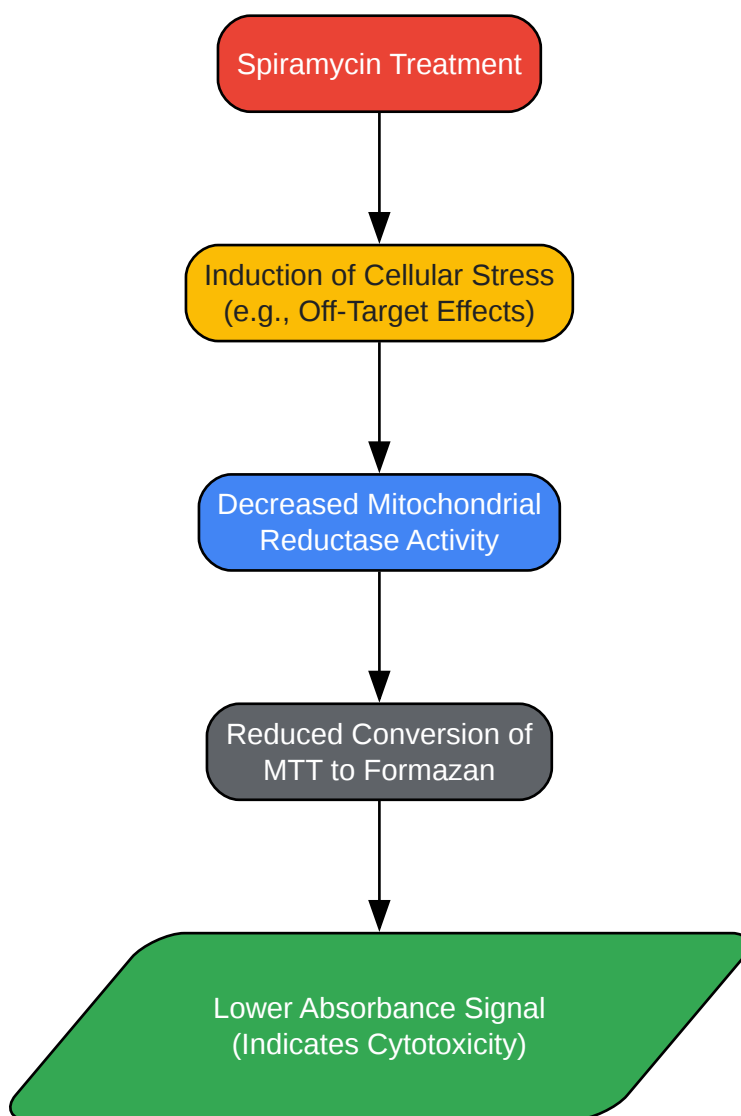 Spiramycin Treatment
Induction of Cellular Stress
(e.g., Off-Target Effects)
Decreased Mitochondrial
Reductase Activity
Reduced Conversion of
MTT to Formazan
Lower Absorbance Signal
(Indicates Cytotoxicity)